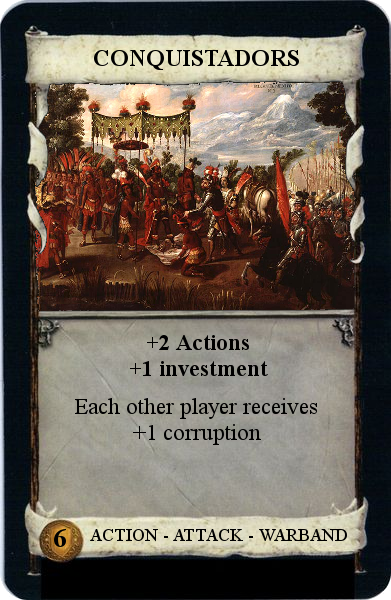 CONQUISTADORS
+2 Actions
+1 investment
Each other player receives
+1 corruption
6
ACTION - ATTACK - WARBAND